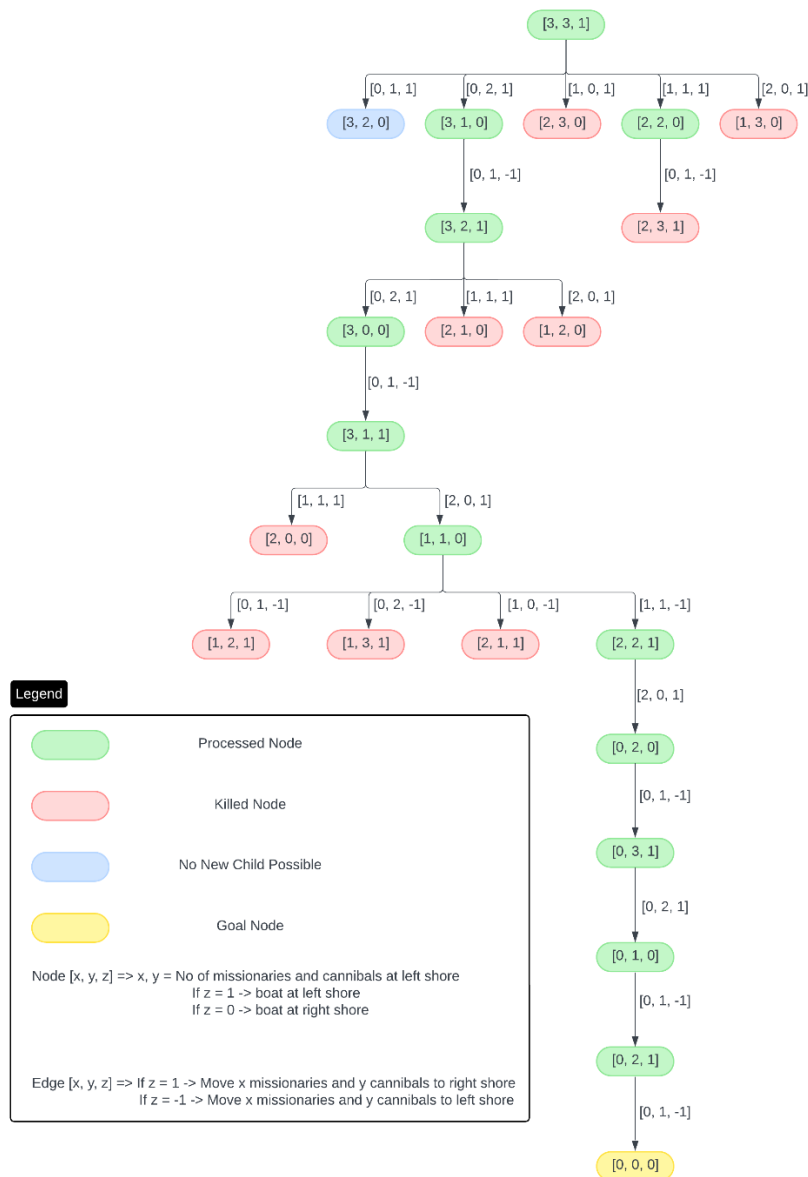 [3, 3, 1]
[0, 1, 1] [0, 2, 1] [1, 0, 1] [1, 1, 1] [2, 0, 1]
[3, 2, 0] [3, 1, 0] [2, 3, 0] [2, 2, 0] [1, 3, 0]
[0, 1, -1] [0, 1, -1]
[3, 2, 1] [2, 3, 1]
[0, 2, 1] [1, 1, 1] [2, 0, 1]
[3, 0, 0] [2, 1, 0] [1, 2, 0]
[0, 1, -1]
[3, 1, 1]
[1, 1, 1] [2, 0, 1]
[2, 0, 0] [1, 1, 0]
[0, 1, -1] [0, 2, -1] [1, 0, -1] [1, 1, -1]
[1, 2, 1] [1, 3, 1] [2, 1, 1] [2, 2, 1]
[2, 0, 1]
[0, 2, 0]
[0, 1, -1]
[0, 3, 1]
[0, 2, 1]
[0, 1, 0]
[0, 1, -1]
[0, 2, 1]
[0, 1, -1]
[0, 0, 0]
Legend
Processed Node
Killed Node
No New Child Possible
Goal Node
Node [x, y, z] => x, y = No of missionaries and cannibals at left shore
If z = 1 -> boat at left shore
If z = 0 -> boat at right shore
Edge [x, y, z] => If z = 1 -> Move x missionaries and y cannibals to right shore
If z = -1 -> Move x missionaries and y cannibals to left shore